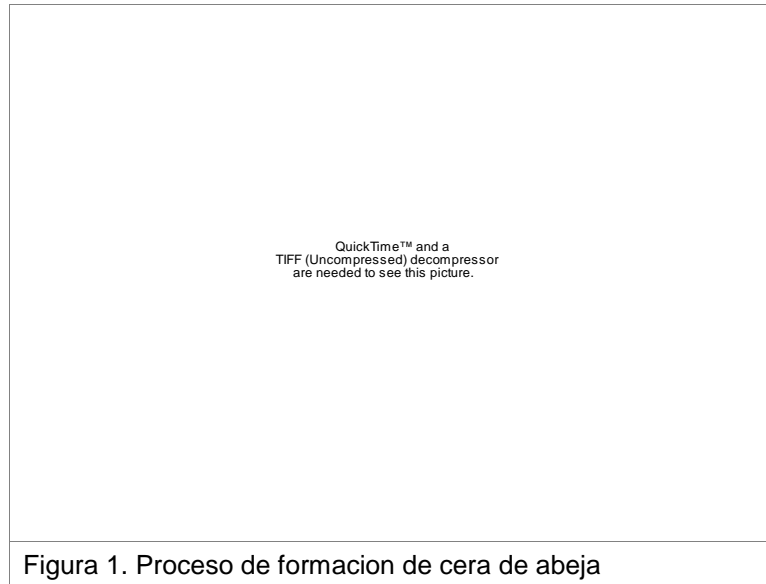 QuickTime™ and a
TIFF (Uncompressed) decompressor
are needed to see this picture.
Figura 1. Proceso de formacion de cera de abeja